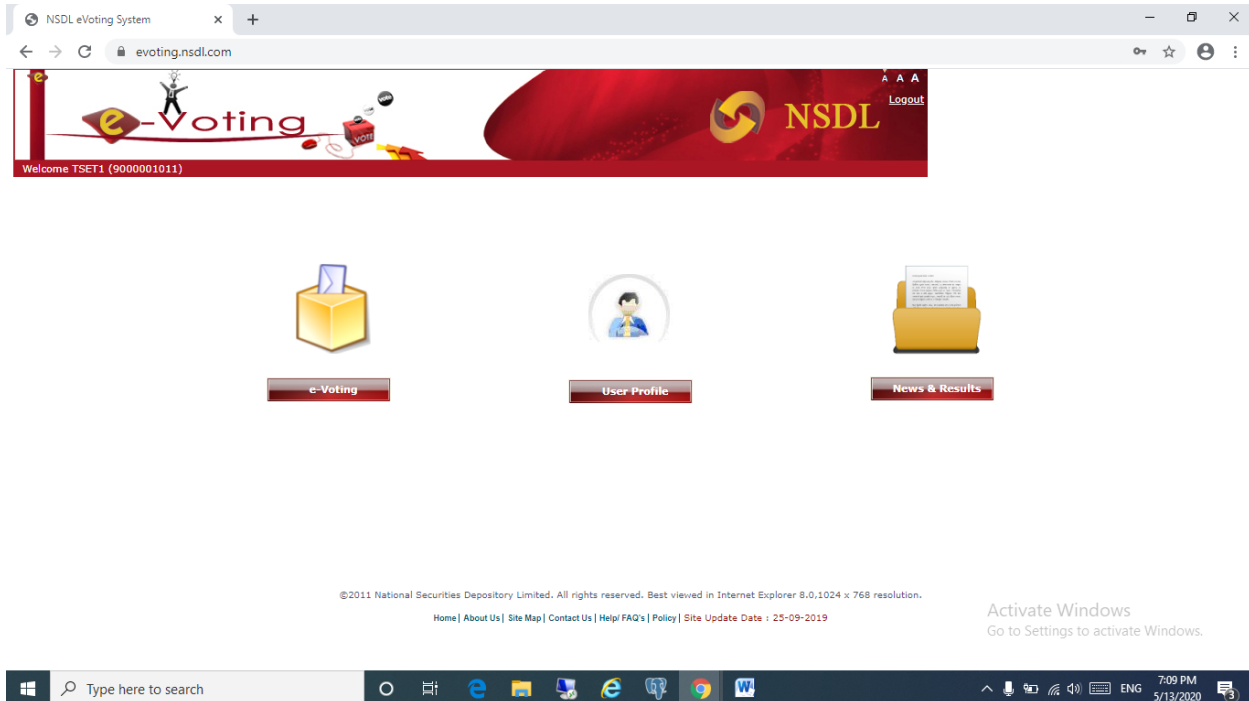 NSDL eVoting System
evoting.nsdl.com
e
e-Voting
vote
VOTE
NSDL
A A A
Logout
Welcome TSET1 (9000001011)
e-Voting
User Profile
News & Results
©2011 National Securities Depository Limited. All rights reserved. Best viewed in Internet Explorer 8.0,1024 x 768 resolution.
Home| About Us| Site Map| Contact Us| Help/ FAQ's| Policy| Site Update Date : 25-09-2019
Activate Windows
Go to Settings to activate Windows.
Type here to search
ENG
7:09 PM
5/13/2020
3